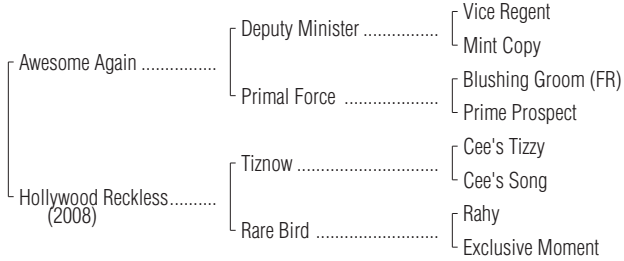 Vice Regent
Deputy Minister ..................
Mint Copy
Awesome Again ...............
Blushing Groom (FR)
Primal Force ......................
Prime Prospect
Cee's Tizzy
Tiznow .................................
Cee's Song
Hollywood Reckless..........
(2008)
Rahy
Rare Bird .............................
Exclusive Moment